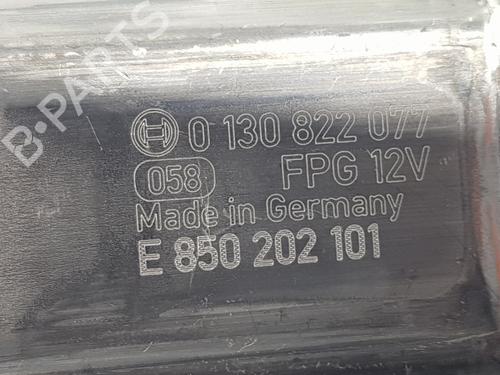 B-PARTS
0 130 822 077
058 FPG 12V
Made in Germany
E 850 202 101